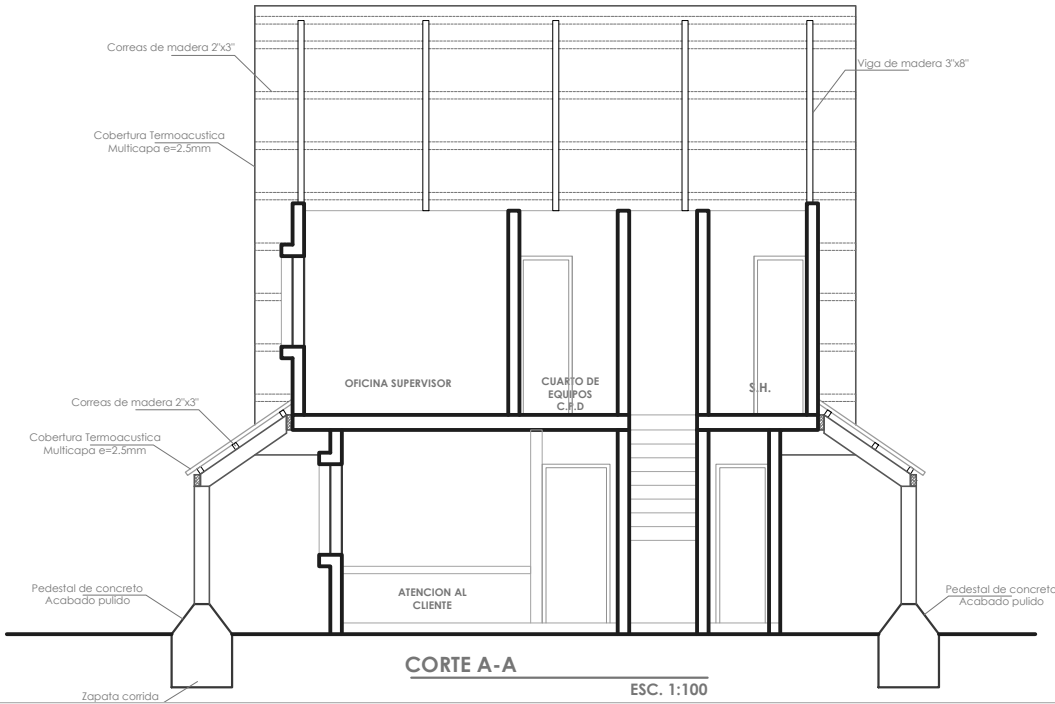 Correas de madera 2"x3"
Viga de madera 3"x8"
Cobertura Termoacustica
Multicapa e=2.5mm
OFICINA SUPERVISOR
CUARTO DE
EQUIPOS
C.P.D
S.H.
Correas de madera 2"x3"
Cobertura Termoacustica
Multicapa e=2.5mm
Pedestal de concreto
Acabado pulido
ATENCION AL
CLIENTE
Pedestal de concreto
Acabado pulido
CORTE A-A
ESC. 1:100
Zapata corrida